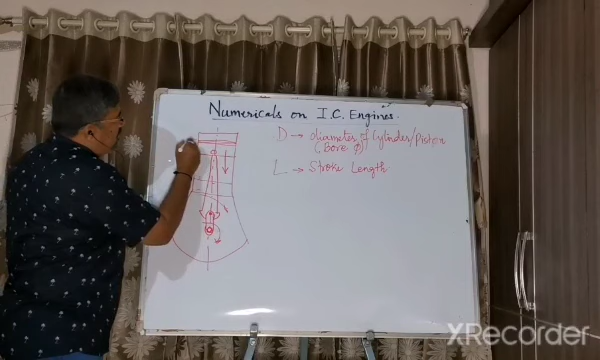 Numericals on I.C. Engines.
D → diameter of Cylinder/Piston
(Bore φ)
L → Stroke Length
XRecorder